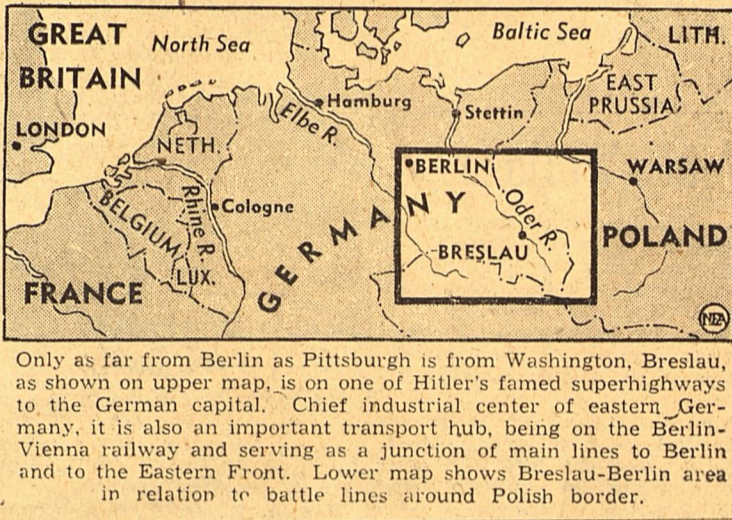 GREAT
BRITAIN
North Sea
Baltic Sea
LITH.
EAST
PRUSSIA
Hamburg
Stettin
Elbe R.
LONDON
NETH.
BERLIN
WARSAW
BELGIUM
Rhine R.
Cologne
GERMANY
Oder R.
POLAND
BRESLAU
LUX.
FRANCE
NEA
Only as far from Berlin as Pittsburgh is from Washington, Breslau,
as shown on upper map, is on one of Hitler's famed superhighways
to the German capital. Chief industrial center of eastern Ger-
many, it is also an important transport hub, being on the Berlin-
Vienna railway and serving as a junction of main lines to Berlin
and to the Eastern Front. Lower map shows Breslau-Berlin area
in relation to battle lines around Polish border.